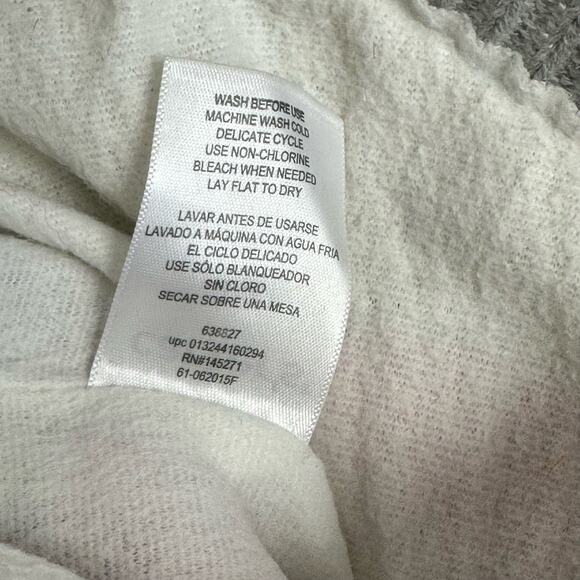 WASH BEFORE USE
MACHINE WASH COLD
DELICATE CYCLE
USE NON-CHLORINE
BLEACH WHEN NEEDED
LAY FLAT TO DRY
LAVAR ANTES DE USARSE
LAVADO A MÁQUINA CON AGUA FRIA
EL CICLO DELICADO
USE SÓLO BLANQUEADOR
SIN CLORO
SECAR SOBRE UNA MESA
636827
upc 013244160294
RN#145271
61-062015F